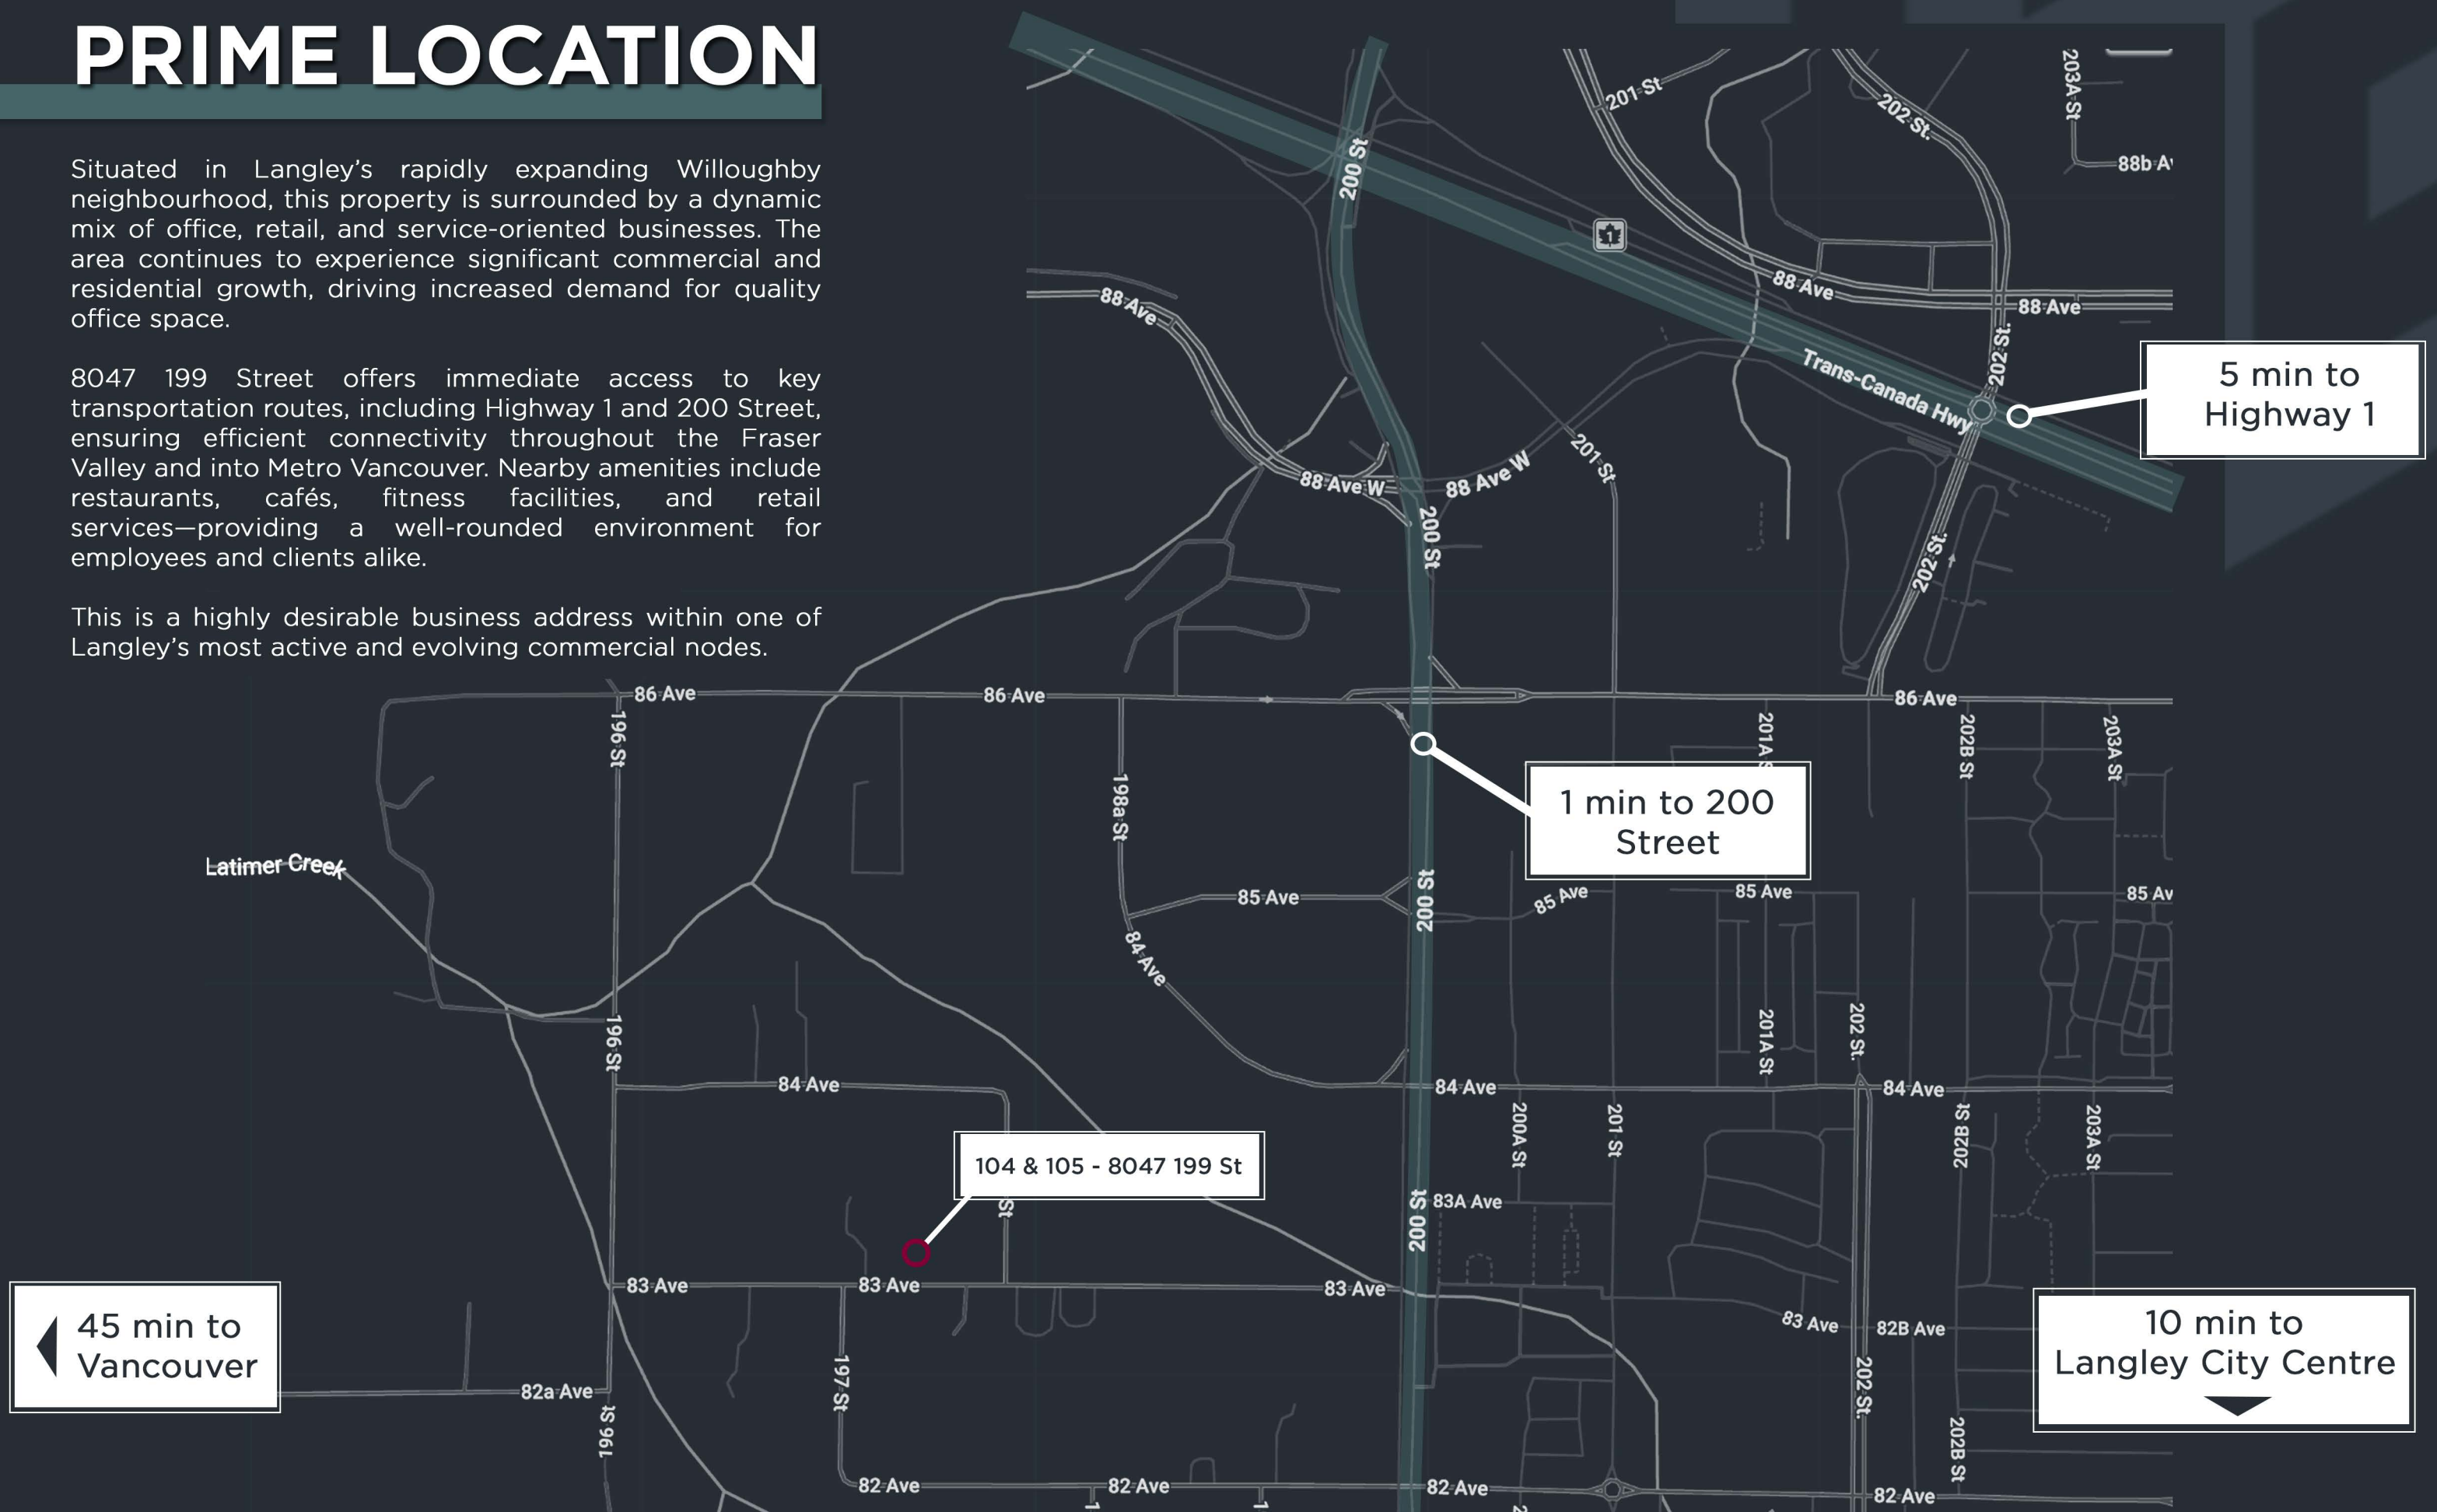 PRIME LOCATION
Situated in Langley’s rapidly expanding Willoughby
neighbourhood, this property is surrounded by a dynamic
mix of office, retail, and service-oriented businesses. The
area continues to experience significant commercial and
residential growth, driving increased demand for quality
office space.
8047 199 Street offers immediate access to key
transportation routes, including Highway 1 and 200 Street,
ensuring efficient connectivity throughout the Fraser
Valley and into Metro Vancouver. Nearby amenities include
restaurants, cafés, fitness facilities, and retail
services—providing a well-rounded environment for
employees and clients alike.
This is a highly desirable business address within one of
Langley’s most active and evolving commercial nodes.
201 St
202 St.
203A St
88b Av
200 St
1
88 Ave
88 Ave
88 Ave
202 St.
Trans-Canada Hwy
5 min to
Highway 1
88 Ave W
88 Ave W
201 St
200 St
202 St.
86 Ave
86 Ave
86 Ave
196 St
198a St
201A S
202B St
203A St
1 min to 200
Street
Latimer Creek
85 Ave
200 St
85 Ave
85 Ave
85 Av
84 Ave
196 St
201A St
202 St.
84 Ave
84 Ave
84 Ave
104 & 105 - 8047 199 St
St
200A St
201 St
202B St
203A St
200 St
83A Ave
83 Ave
83 Ave
83 Ave
83 Ave
82B Ave
45 min to
Vancouver
10 min to
Langley City Centre
82a Ave
197 St
196 St
202 St.
202B St
82 Ave
82 Ave
82 Ave
82 Ave